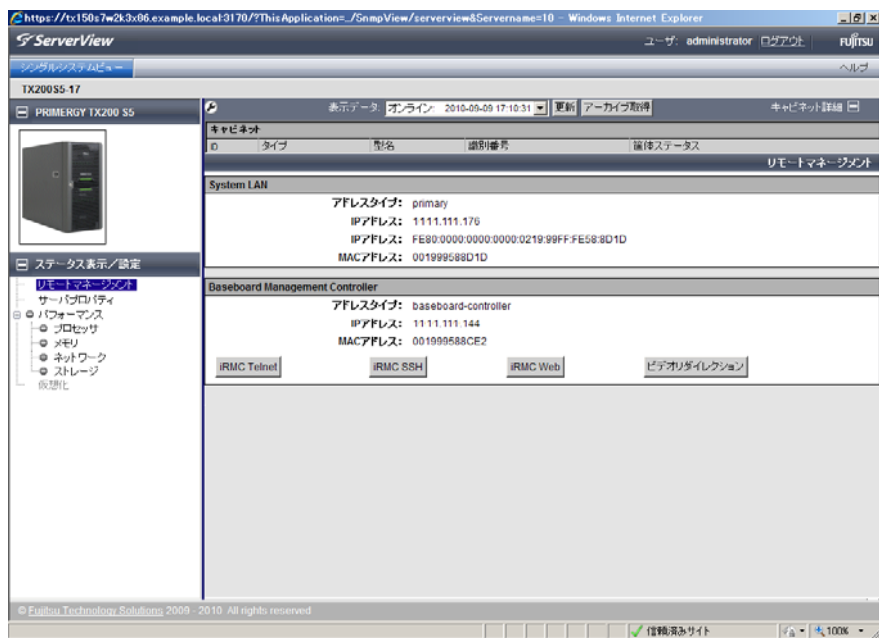 https://tx150s7w2k3x86.example.local:3170/?ThisApplication=../SnmpView/serverview&Servername=10 - Windows Internet Explorer
ServerView
ユーザ: administrator ログアウト FUJITSU
シングルシステムビュー ヘルプ
TX200S5-17
PRIMERGY TX200 S5
表示データ: オンライン: 2010-09-09 17:10:31 更新 アーカイブ取得 キャビネット詳細
キャビネット
ID タイプ 型名 識別番号 筐体ステータス
リモートマネージメント
System LAN
アドレスタイプ: primary
IPアドレス: 1111.111.176
IPアドレス: FE80:0000:0000:0000:0219:99FF:FE58:8D1D
MACアドレス: 001999588D1D
ステータス表示/設定
リモートマネージメント
サーバプロパティ
パフォーマンス
プロセッサ
メモリ
ネットワーク
ストレージ
仮想化
Baseboard Management Controller
アドレスタイプ: baseboard-controller
IPアドレス: 1111.111.144
MACアドレス: 001999588CE2
iRMC Telnet iRMC SSH iRMC Web ビデオリダイレクション
© Fujitsu Technology Solutions 2009 - 2010 All rights reserved
信頼済みサイト 100%